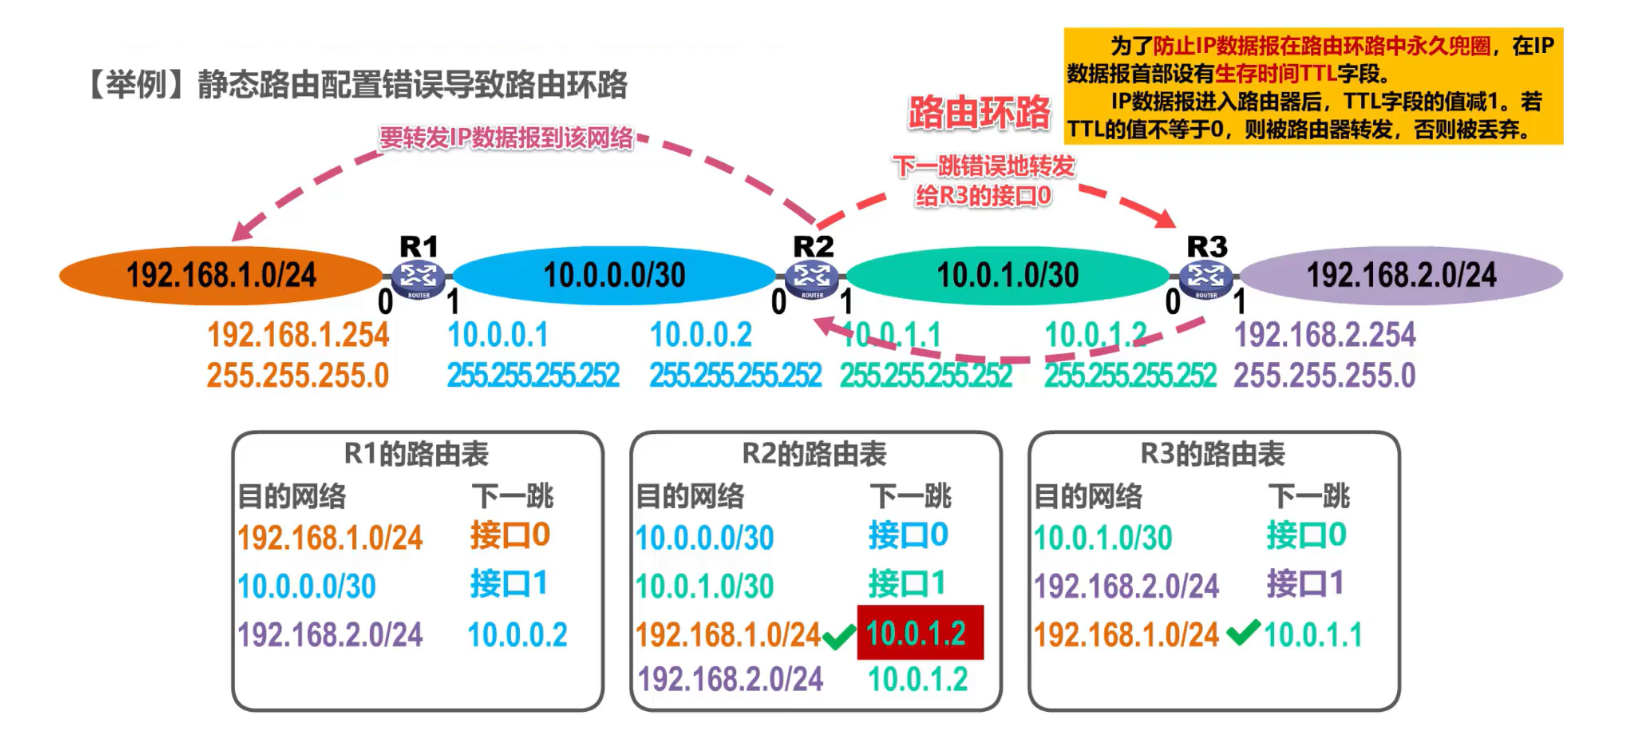 【举例】静态路由配置错误导致路由环路
为了防止IP数据报在路由环路中永久兜圈，在IP
数据报首部设有生存时间TTL字段。
IP数据报进入路由器后，TTL字段的值减1。若
TTL的值不等于0，则被路由器转发，否则被丢弃。
路由环路
要转发IP数据报到该网络
下一跳错误地转发
给R3的接口0
R1
R2
R3
192.168.1.0/24
ROUTER
10.0.0.0/30
ROUTER
10.0.1.0/30
ROUTER
192.168.2.0/24
0
1
0
1
0
1
192.168.1.254
10.0.0.1
10.0.0.2
10.0.1.1
10.0.1.2
192.168.2.254
255.255.255.0
255.255.255.252
255.255.255.252
255.255.255.252
255.255.255.252
255.255.255.0
R1的路由表
目的网络 下一跳
192.168.1.0/24 接口0
10.0.0.0/30 接口1
192.168.2.0/24 10.0.0.2
R2的路由表
目的网络 下一跳
10.0.0.0/30 接口0
10.0.1.0/30 接口1
192.168.1.0/24 10.0.1.2
192.168.2.0/24 10.0.1.2
R3的路由表
目的网络 下一跳
10.0.1.0/30 接口0
192.168.2.0/24 接口1
192.168.1.0/24 10.0.1.1